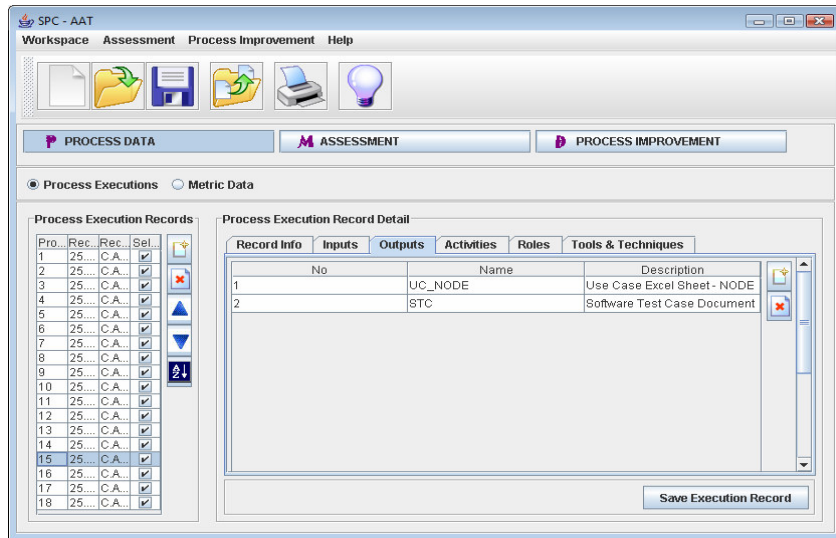 SPC - AAT
Workspace Assessment Process Improvement Help
P PROCESS DATA
M ASSESSMENT
PROCESS IMPROVEMENT
Process Executions Metric Data
Process Execution Records
Pro... Rec... Rec... Sel...
1 25.... C.A...
2 25.... C.A...
3 25.... C.A...
4 25.... C.A...
5 25.... C.A...
6 25.... C.A...
7 25.... C.A...
8 25.... C.A...
9 25.... C.A...
10 25.... C.A...
11 25.... C.A...
12 25.... C.A...
13 25.... C.A...
14 25.... C.A...
15 25.... C.A...
16 25.... C.A...
17 25.... C.A...
18 25.... C.A...
A
Z
Process Execution Record Detail
Record Info Inputs Outputs Activities Roles Tools & Techniques
No Name Description
1 UC_NODE Use Case Excel Sheet - NODE
2 STC Software Test Case Document
Save Execution Record